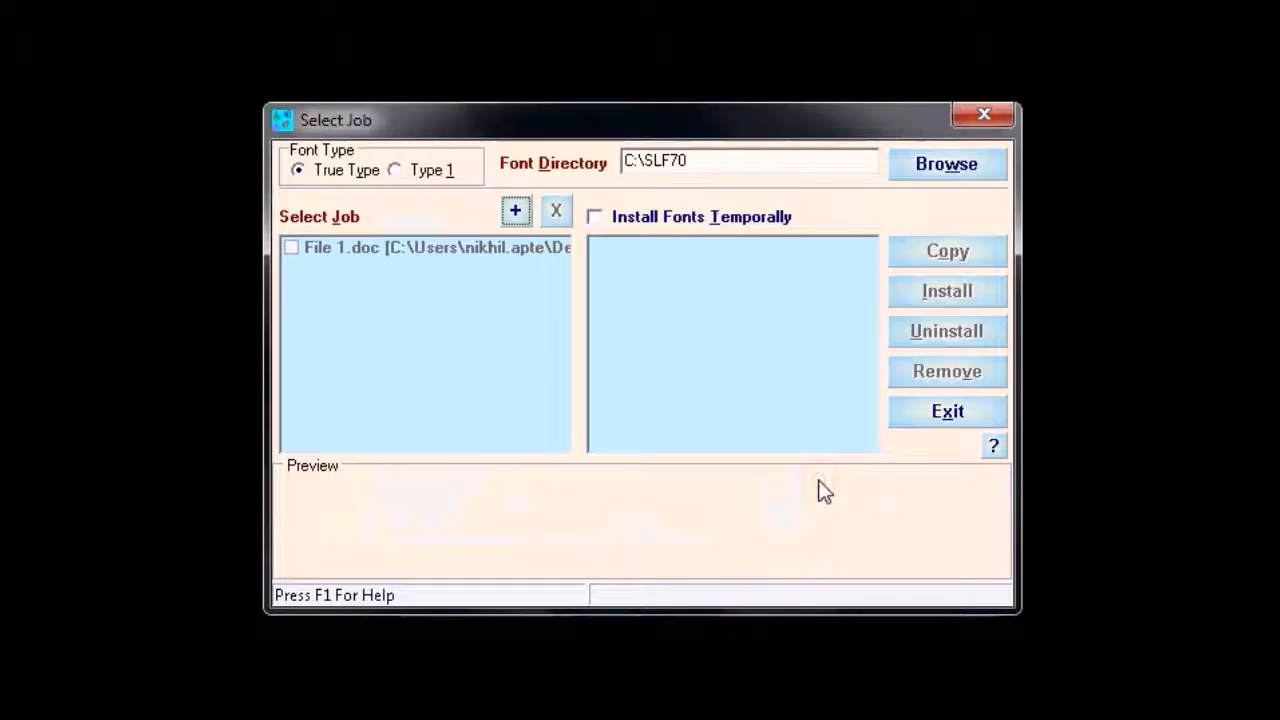 Select Job
Font Type
True Type Type 1
Font Directory
C:\SLF70
Browse
Select Job
+ X
Install Fonts Temporally
File 1.doc [C:\Users\nikhil.apte\De
Copy
Install
Uninstall
Remove
Exit
?
Preview
Press F1 For Help